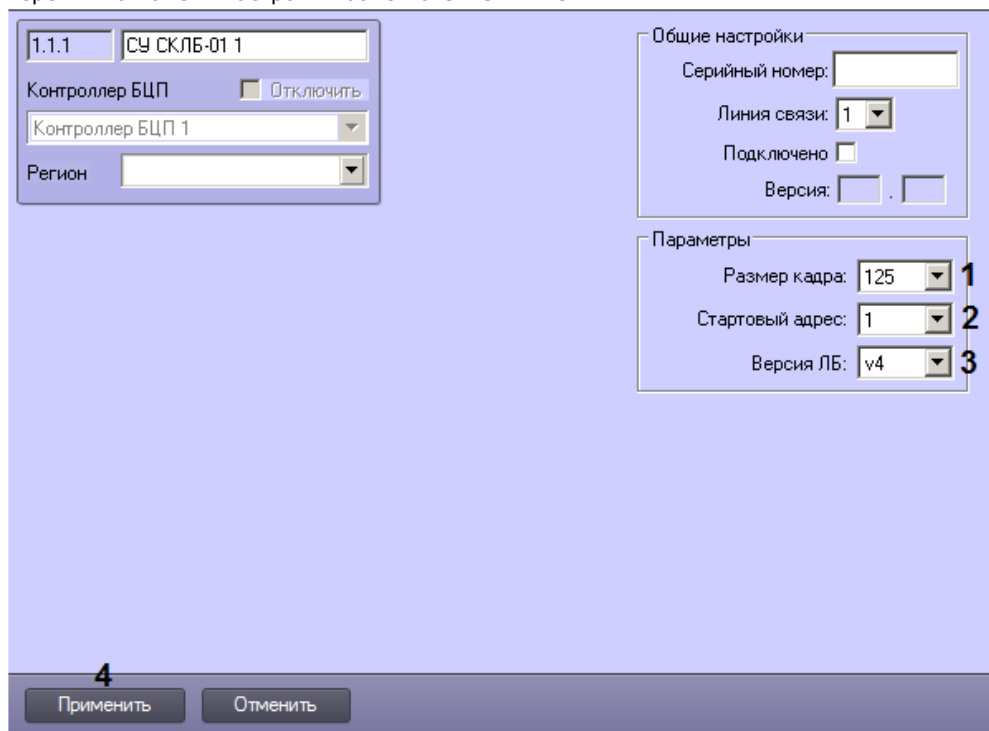 1.1.1 СУ СКЛБ-01 1
Контроллер БЦП Отключить
Контроллер БЦП 1
Регион
Общие настройки
Серийный номер:
Линия связи: 1
Подключено
Версия: .
Параметры
Размер кадра: 125 1
Стартовый адрес: 1 2
Версия ЛБ: v4 3
4
Применить Отменить